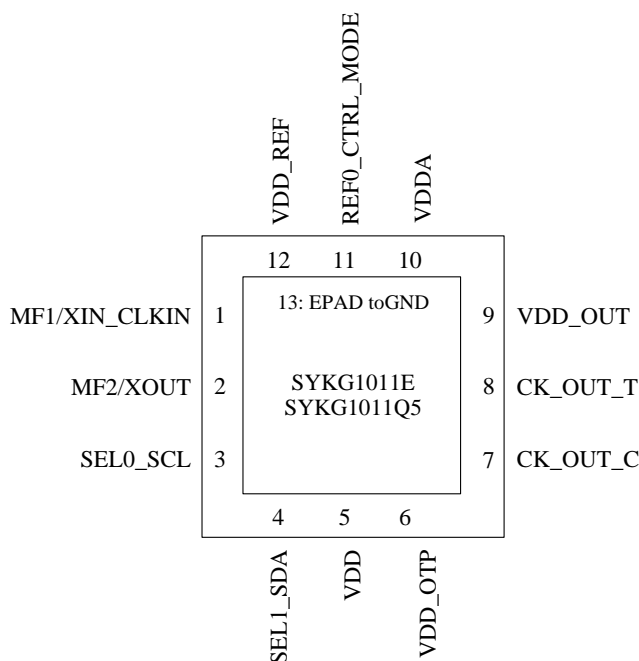 VDD_REF
REF0_CTRL_MODE
VDDA
12 11 10
13: EPAD toGND
MF1/XIN_CLKIN 1
9 VDD_OUT
MF2/XOUT 2
SYKG1011E
SYKG1011Q5
8 CK_OUT_T
SEL0_SCL 3
7 CK_OUT_C
4 5 6
SEL1_SDA
VDD
VDD_OTP